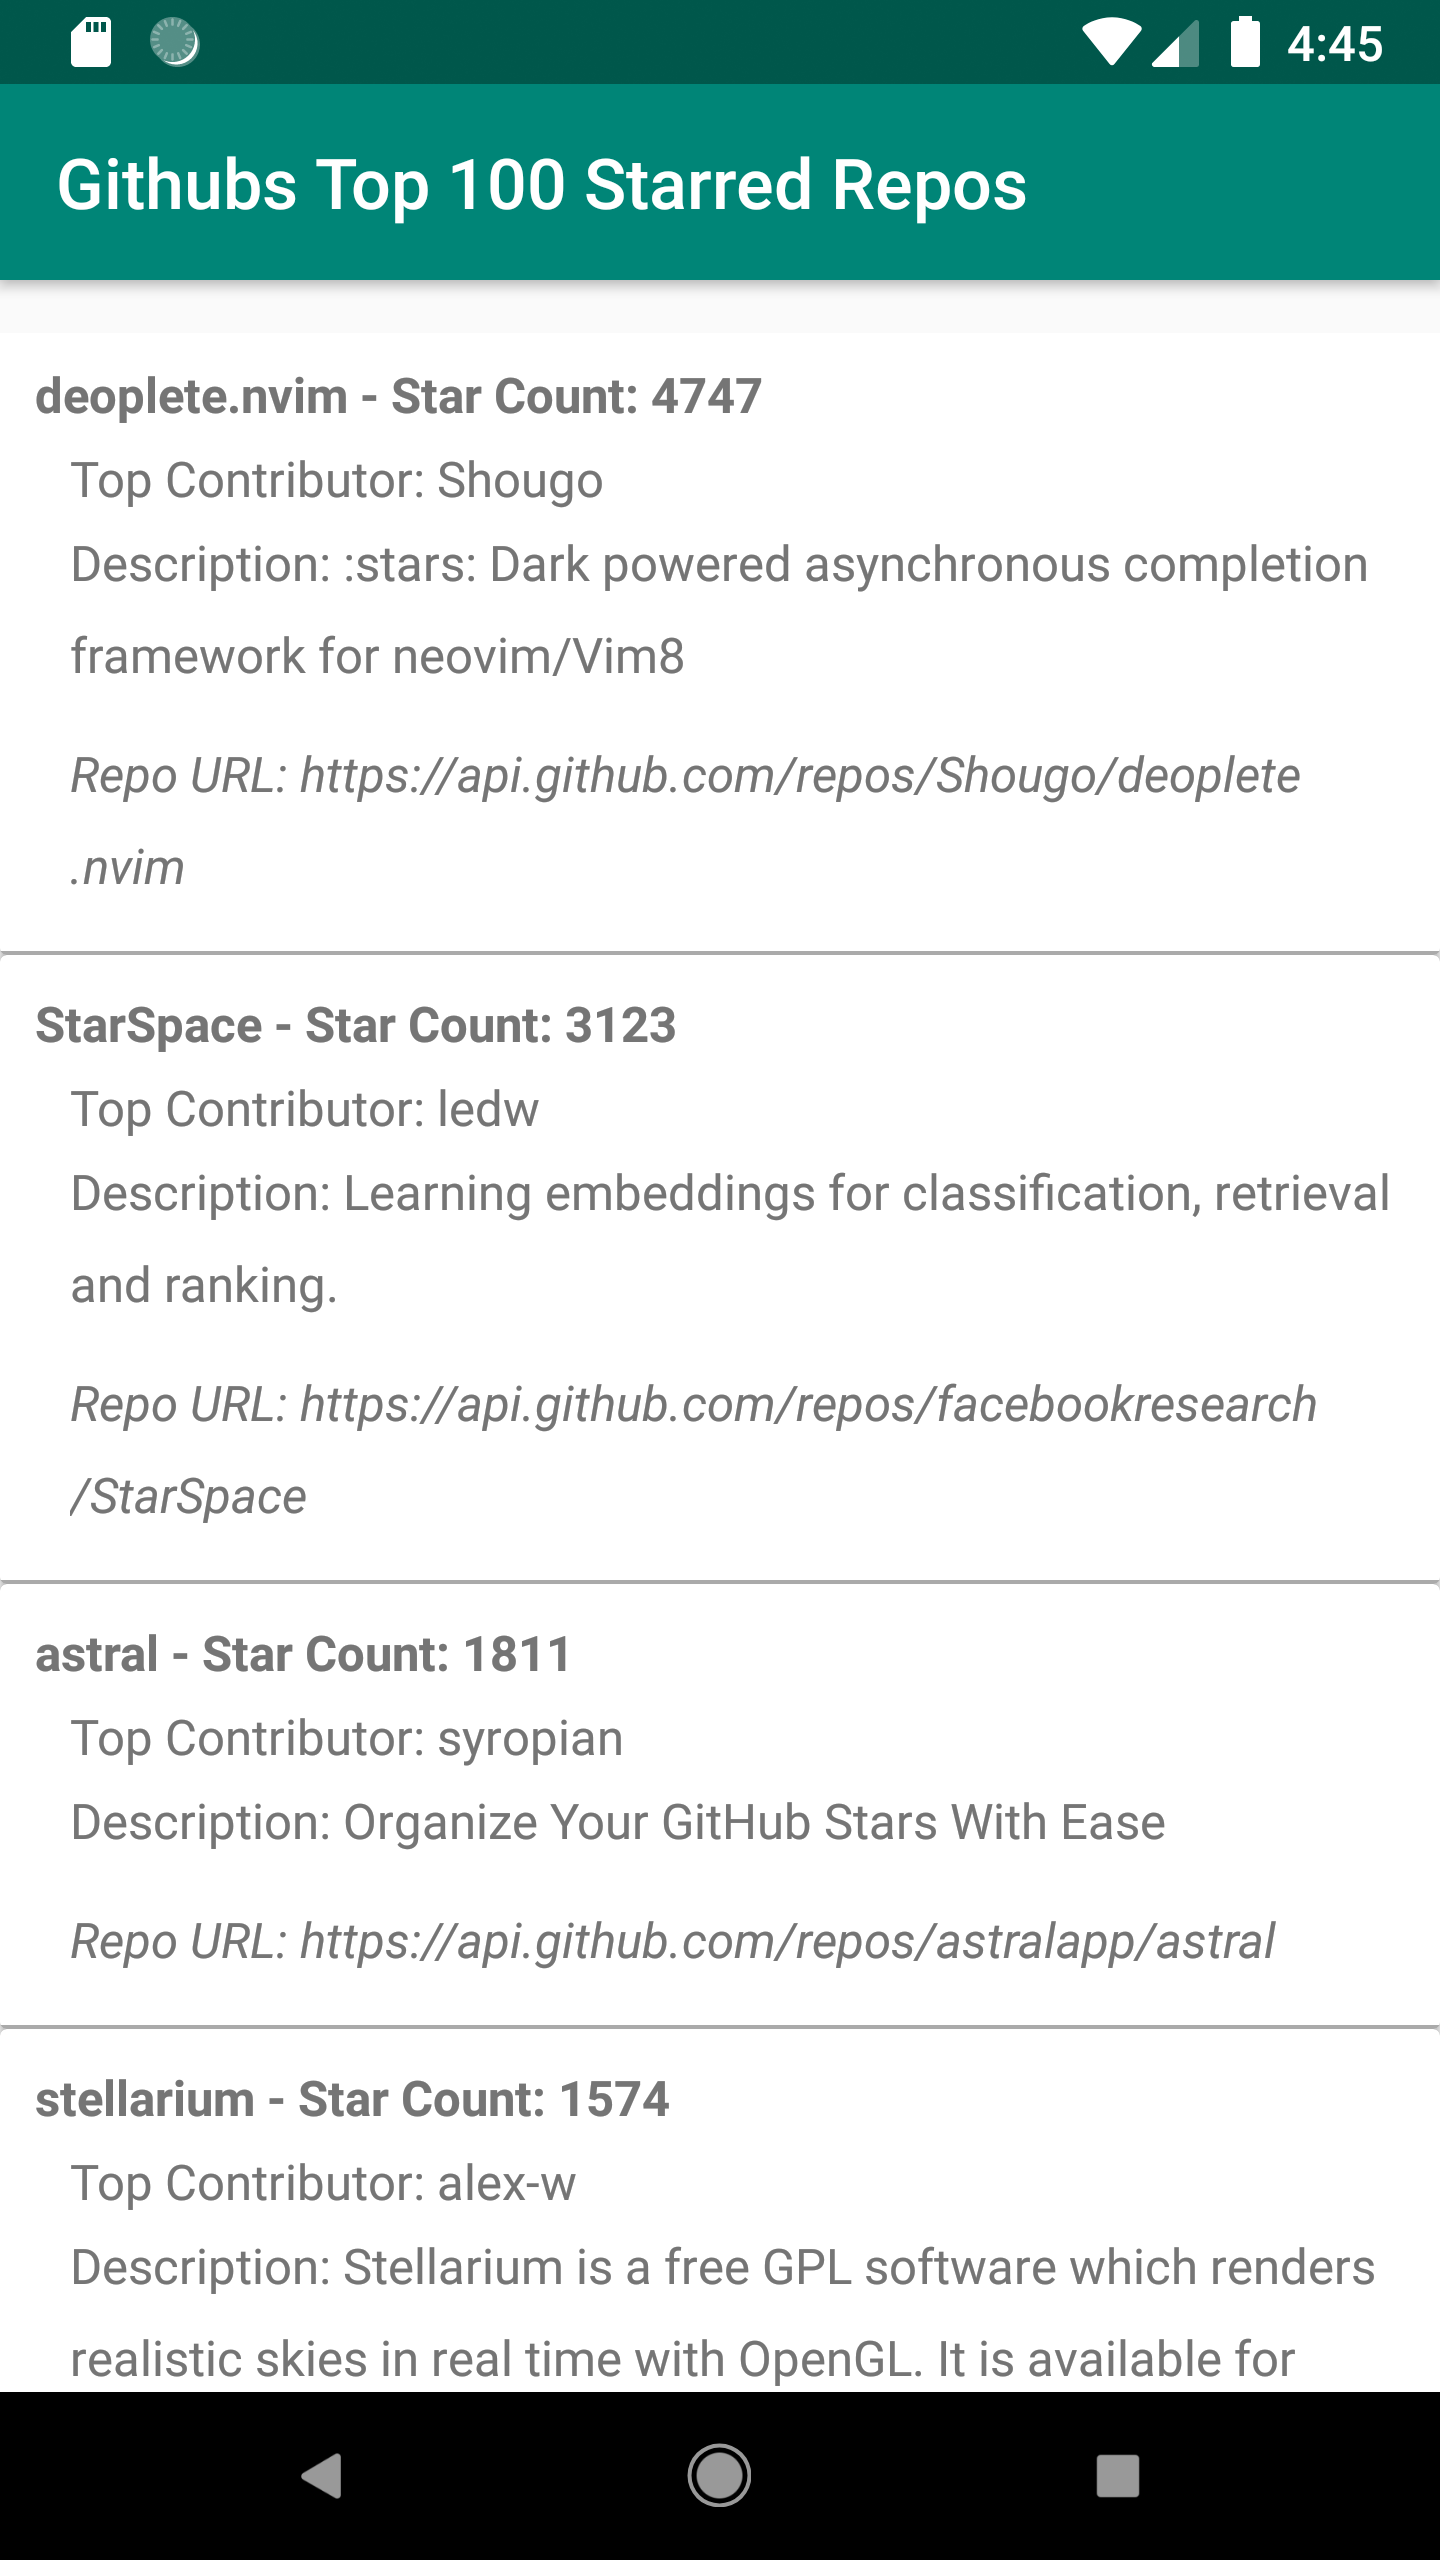 4:45
Githubs Top 100 Starred Repos
deoplete.nvim - Star Count: 4747
Top Contributor: Shougo
Description: :stars: Dark powered asynchronous completion
framework for neovim/Vim8
Repo URL: https://api.github.com/repos/Shougo/deoplete
.nvim
StarSpace - Star Count: 3123
Top Contributor: ledw
Description: Learning embeddings for classification, retrieval
and ranking.
Repo URL: https://api.github.com/repos/facebookresearch
/StarSpace
astral - Star Count: 1811
Top Contributor: syropian
Description: Organize Your GitHub Stars With Ease
Repo URL: https://api.github.com/repos/astralapp/astral
stellarium - Star Count: 1574
Top Contributor: alex-w
Description: Stellarium is a free GPL software which renders
realistic skies in real time with OpenGL. It is available for